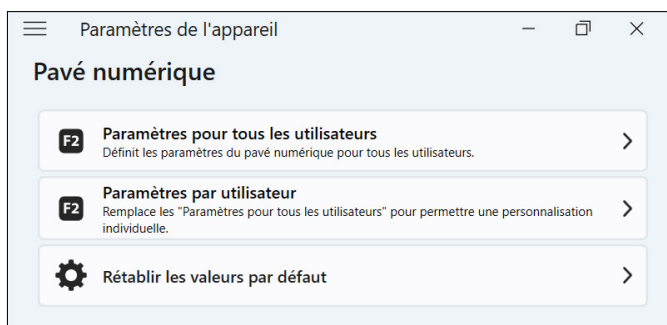 Paramètres de l'appareil
Pavé numérique
F2
Paramètres pour tous les utilisateurs
Définit les paramètres du pavé numérique pour tous les utilisateurs.
F2
Paramètres par utilisateur
Remplace les "Paramètres pour tous les utilisateurs" pour permettre une personnalisation
individuelle.
Rétablir les valeurs par défaut